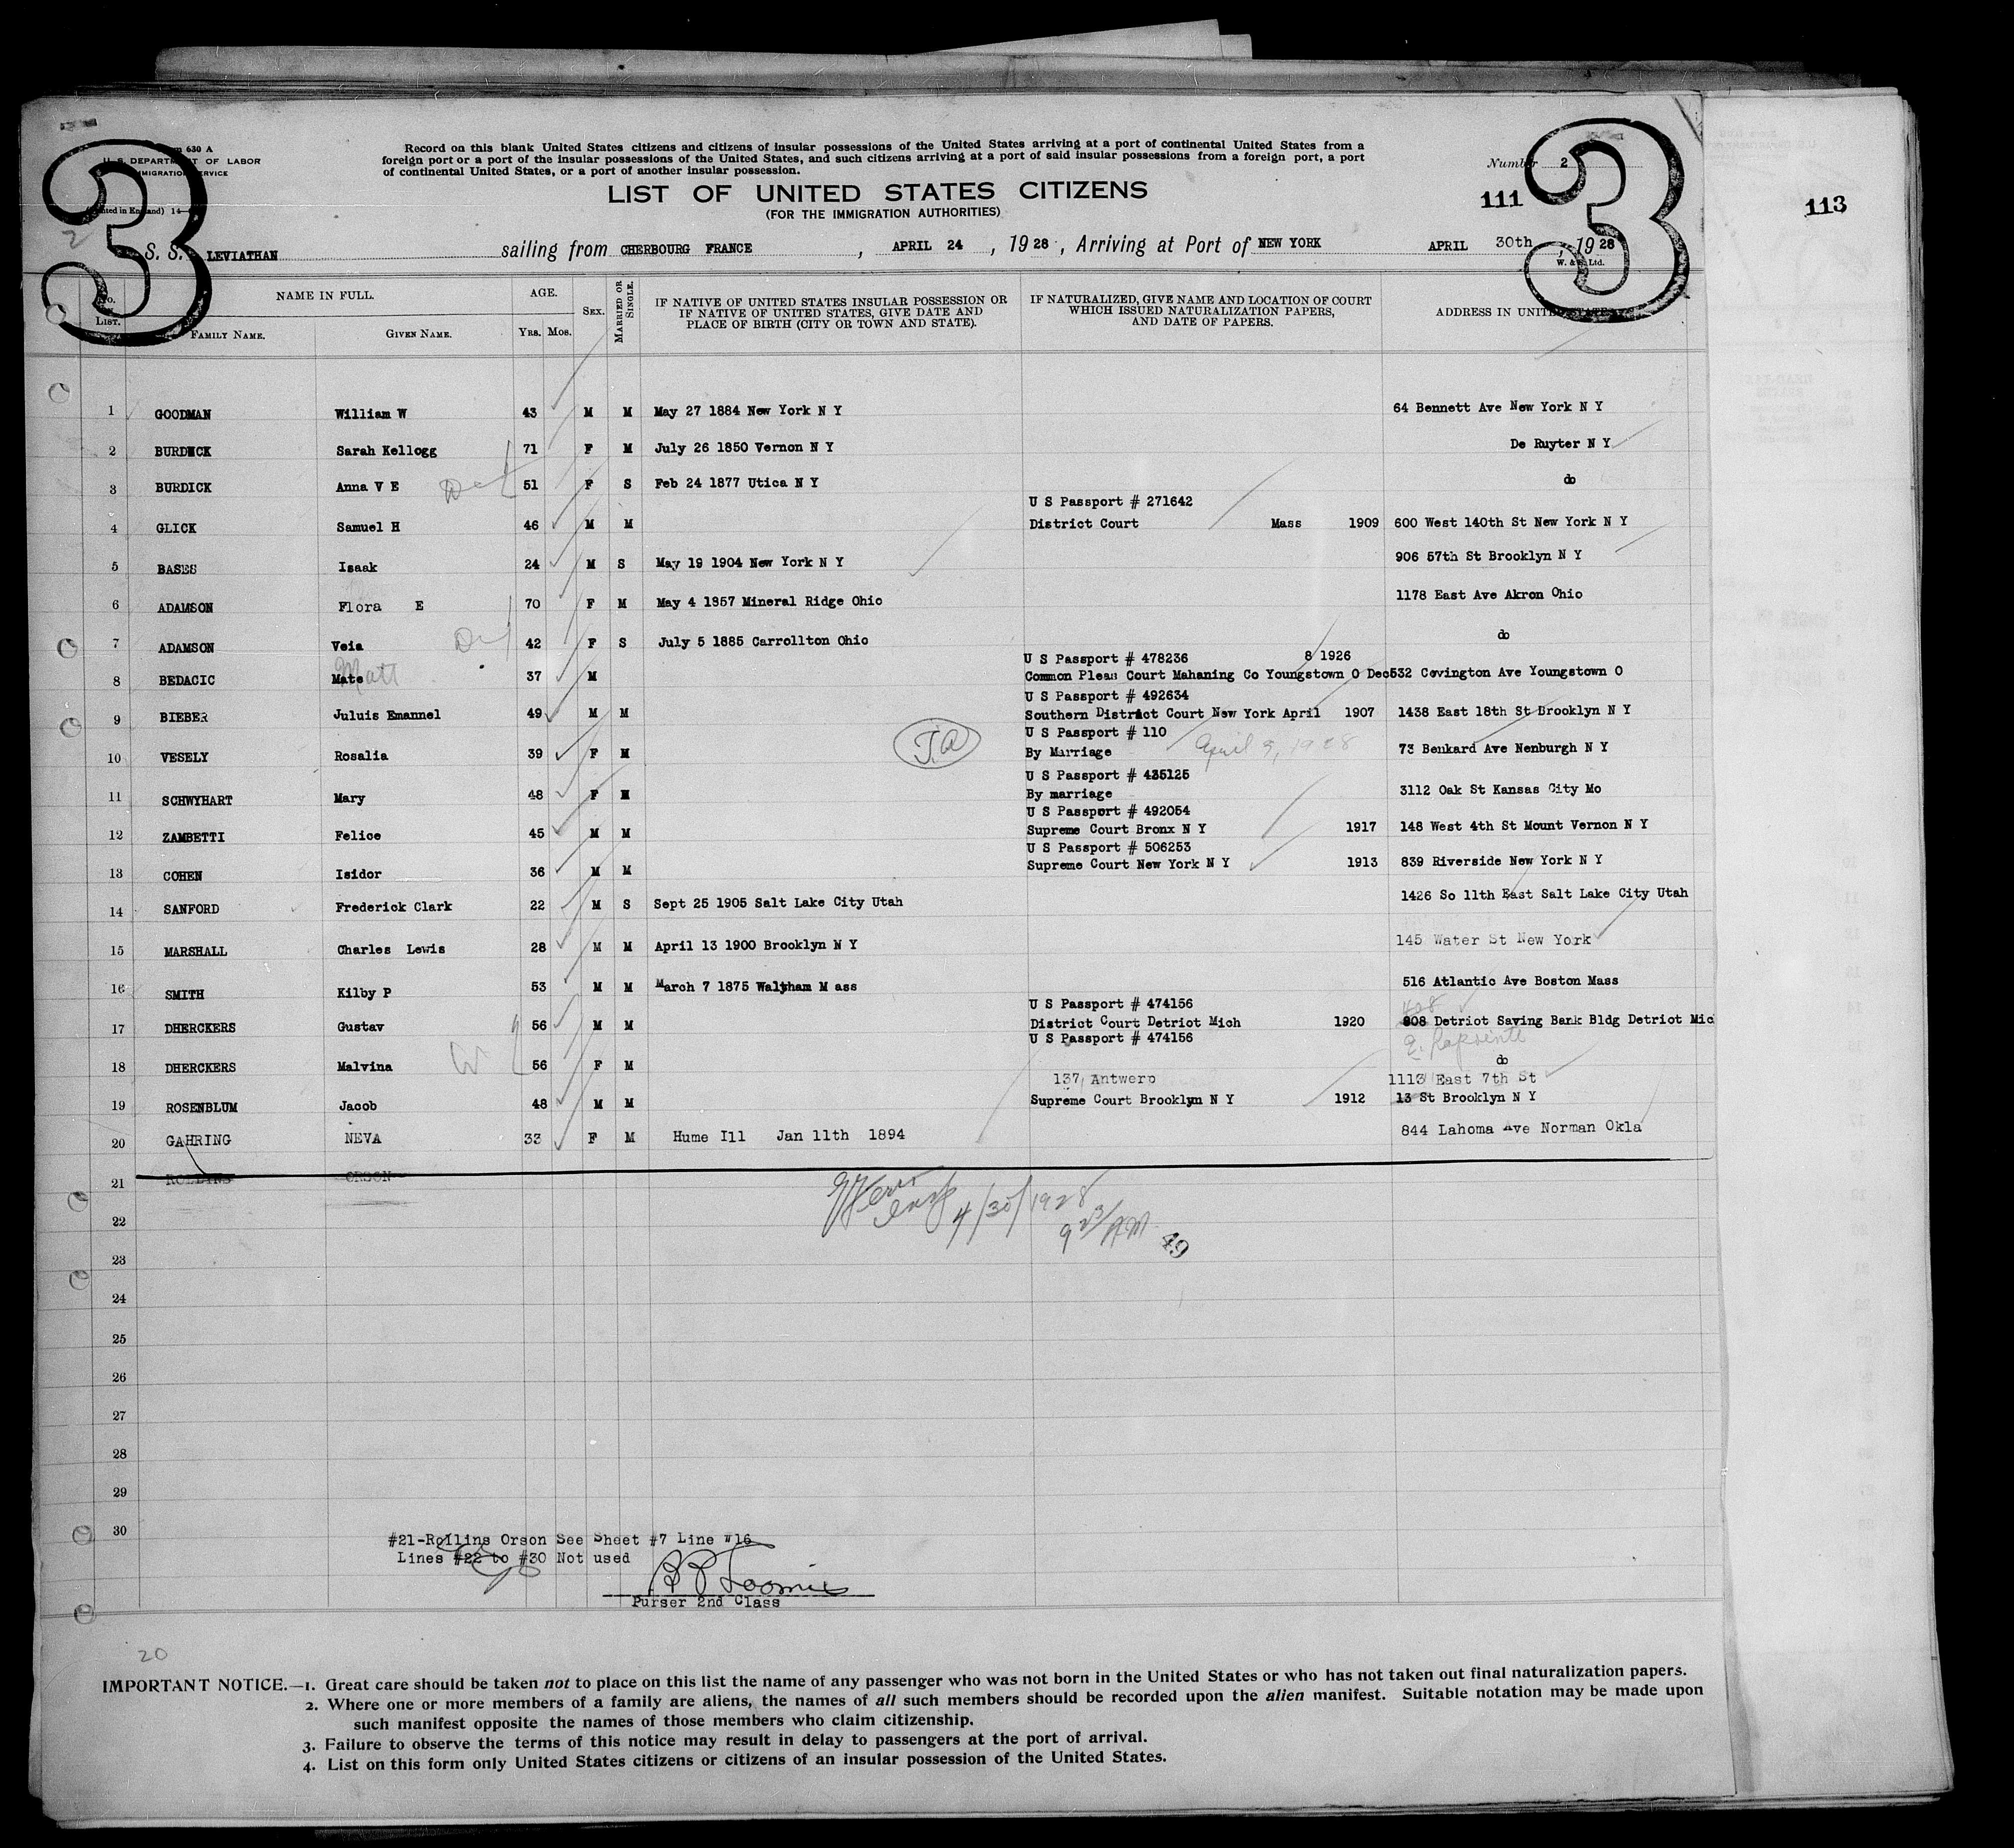 Record on this blank United States citizens and citizens of insular possessions of the United States arriving at a port of continental United States from a
foreign port or a port of the insular possessions of the United States, and such citizens arriving at a port of said insular possessions from a foreign port, a port
of continental United States, or a port of another insular possession.
630 A
U. S. DEPARTMENT OF LABOR
IMMIGRATION SERVICE
(Printed in England) 14
3
3
2
Number 2
LIST OF UNITED STATES CITIZENS
(FOR THE IMMIGRATION AUTHORITIES)
111
113
S. S. LEVIATHAN sailing from CHERBOURG FRANCE, APRIL 24, 1928, Arriving at Port of NEW YORK APRIL 30th, 1928
W. & S. Ltd.
No. LIST. NAME IN FULL. AGE. SEX. MARRIED OR SINGLE. IF NATIVE OF UNITED STATES INSULAR POSSESSION OR IF NATIVE OF UNITED STATES, GIVE DATE AND PLACE OF BIRTH (CITY OR TOWN AND STATE). IF NATURALIZED, GIVE NAME AND LOCATION OF COURT WHICH ISSUED NATURALIZATION PAPERS, AND DATE OF PAPERS. ADDRESS IN UNITED STATES
FAMILY NAME. GIVEN NAME. YRS. MOS.
1 GOODMAN William W 43 M M May 27 1884 New York N Y 64 Bennett Ave New York N Y
2 BURDICK Sarah Kellogg 71 F M July 26 1850 Vernon N Y De Ruyter N Y
3 BURDICK Anna V E 51 F S Feb 24 1877 Utica N Y do
U S Passport # 271642
4 GLICK Samuel H 46 M M District Court Mass 1909 600 West 140th St New York N Y
5 BASES Isaak 24 M S May 19 1904 New York N Y 906 57th St Brooklyn N Y
6 ADAMSON Flora E 70 F M May 4 1857 Mineral Ridge Ohio 1178 East Ave Akron Ohio
7 ADAMSON Veia 42 F S July 5 1885 Carrollton Ohio do
U S Passport # 478236 8 1926
8 BEDACIC Mate Matt 37 M Common Pleas Court Mahaning Co Youngstown O Dec 532 Covington Ave Youngstown O
U S Passport # 492634
9 BIEBER Juluis Emannel 49 M M Southern District Court New York April 1907 1438 East 18th St Brooklyn N Y
U S Passport # 110
10 VESELY Rosalia 39 F M By Marriage April 9, 1928 73 Benkard Ave Nenburgh N Y
U S Passport # 435125
11 SCHWYHART Mary 48 F M By marriage 3112 Oak St Kansas City Mo
U S Passport # 492054
12 ZAMBETTI Felice 45 M M Supreme Court Bronx N Y 1917 148 West 4th St Mount Vernon N Y
U S Passport # 506253
13 COHEN Isidor 36 M M Supreme Court New York N Y 1913 839 Riverside New York N Y
14 SANFORD Frederick Clark 22 M S Sept 25 1905 Salt Lake City Utah 1426 So 11th East Salt Lake City Utah
15 MARSHALL Charles Lewis 28 M M April 13 1900 Brooklyn N Y 145 Water St New York
16 SMITH Kilby P 53 M M March 7 1875 Waltham M ass 516 Atlantic Ave Boston Mass
U S Passport # 474156
17 DHERCKERS Gustav 56 M M District Court Detriot Mich 1920 808 Detriot Saving Bank Bldg Detriot Mic
U S Passport # 474156
18 DHERCKERS Malvina 56 F M do
137 Antwerp 1113 East 7th St
19 ROSENBLUM Jacob 48 M M Supreme Court Brooklyn N Y 1912 13 St Brooklyn N Y
20 GAHRING NEVA 33 F M Hume Ill Jan 11th 1894 844 Lahoma Ave Norman Okla
21 ROLLINS ORSON
4/30/1928
22
AM 49
23
24
25
26
27
28
29
30
#21-Rollins Orson See Sheet #7 Line #16
Lines #22 to #30 Not used
B P Loomis
Purser 2nd Class
20
IMPORTANT NOTICE.—1. Great care should be taken not to place on this list the name of any passenger who was not born in the United States or who has not taken out final naturalization papers.
2. Where one or more members of a family are aliens, the names of all such members should be recorded upon the alien manifest. Suitable notation may be made upon
such manifest opposite the names of those members who claim citizenship.
3. Failure to observe the terms of this notice may result in delay to passengers at the port of arrival.
4. List on this form only United States citizens or citizens of an insular possession of the United States.